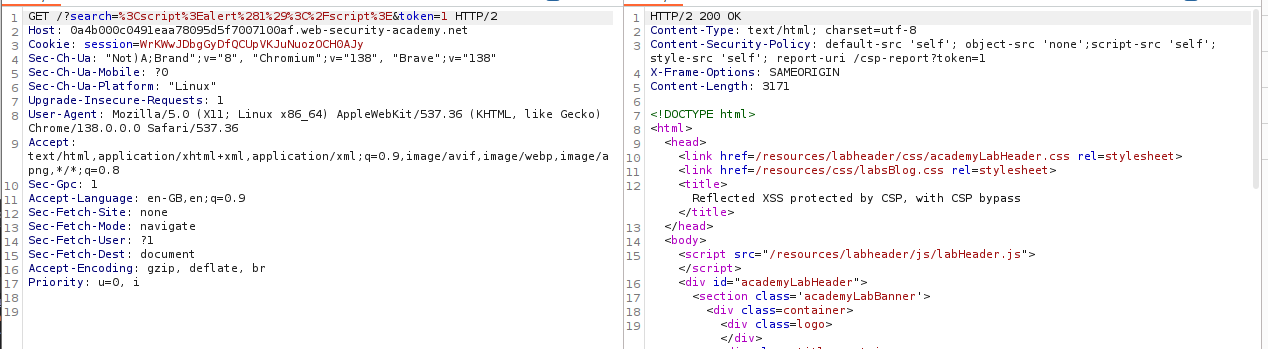 1 GET /?search=%3Cscript%3Ealert%281%29%3C%2Fscript%3E&token=1 HTTP/2
2 Host: 0a4b000c0491eaa78095d5f7007100af.web-security-academy.net
3 Cookie: session=WrKWwJDbgGyDfQCUpVKJuNuozOCH0AJy
4 Sec-Ch-Ua: "Not)A;Brand";v="8", "Chromium";v="138", "Brave";v="138"
5 Sec-Ch-Ua-Mobile: ?0
6 Sec-Ch-Ua-Platform: "Linux"
7 Upgrade-Insecure-Requests: 1
8 User-Agent: Mozilla/5.0 (X11; Linux x86_64) AppleWebKit/537.36 (KHTML, like Gecko)
Chrome/138.0.0.0 Safari/537.36
9 Accept:
text/html,application/xhtml+xml,application/xml;q=0.9,image/avif,image/webp,image/a
png,*/*;q=0.8
10 Sec-Gpc: 1
11 Accept-Language: en-GB,en;q=0.9
12 Sec-Fetch-Site: none
13 Sec-Fetch-Mode: navigate
14 Sec-Fetch-User: ?1
15 Sec-Fetch-Dest: document
16 Accept-Encoding: gzip, deflate, br
17 Priority: u=0, i
18
19
1 HTTP/2 200 OK
2 Content-Type: text/html; charset=utf-8
3 Content-Security-Policy: default-src 'self'; object-src 'none';script-src 'self';
style-src 'self'; report-uri /csp-report?token=1
4 X-Frame-Options: SAMEORIGIN
5 Content-Length: 3171
6
7 <!DOCTYPE html>
8 <html>
9 <head>
10 <link href=/resources/labheader/css/academyLabHeader.css rel=stylesheet>
11 <link href=/resources/css/labsBlog.css rel=stylesheet>
12 <title>
Reflected XSS protected by CSP, with CSP bypass
</title>
13 </head>
14 <body>
15 <script src="/resources/labheader/js/labHeader.js">
</script>
16 <div id="academyLabHeader">
17 <section class='academyLabBanner'>
18 <div class=container>
19 <div class=logo>
</div>